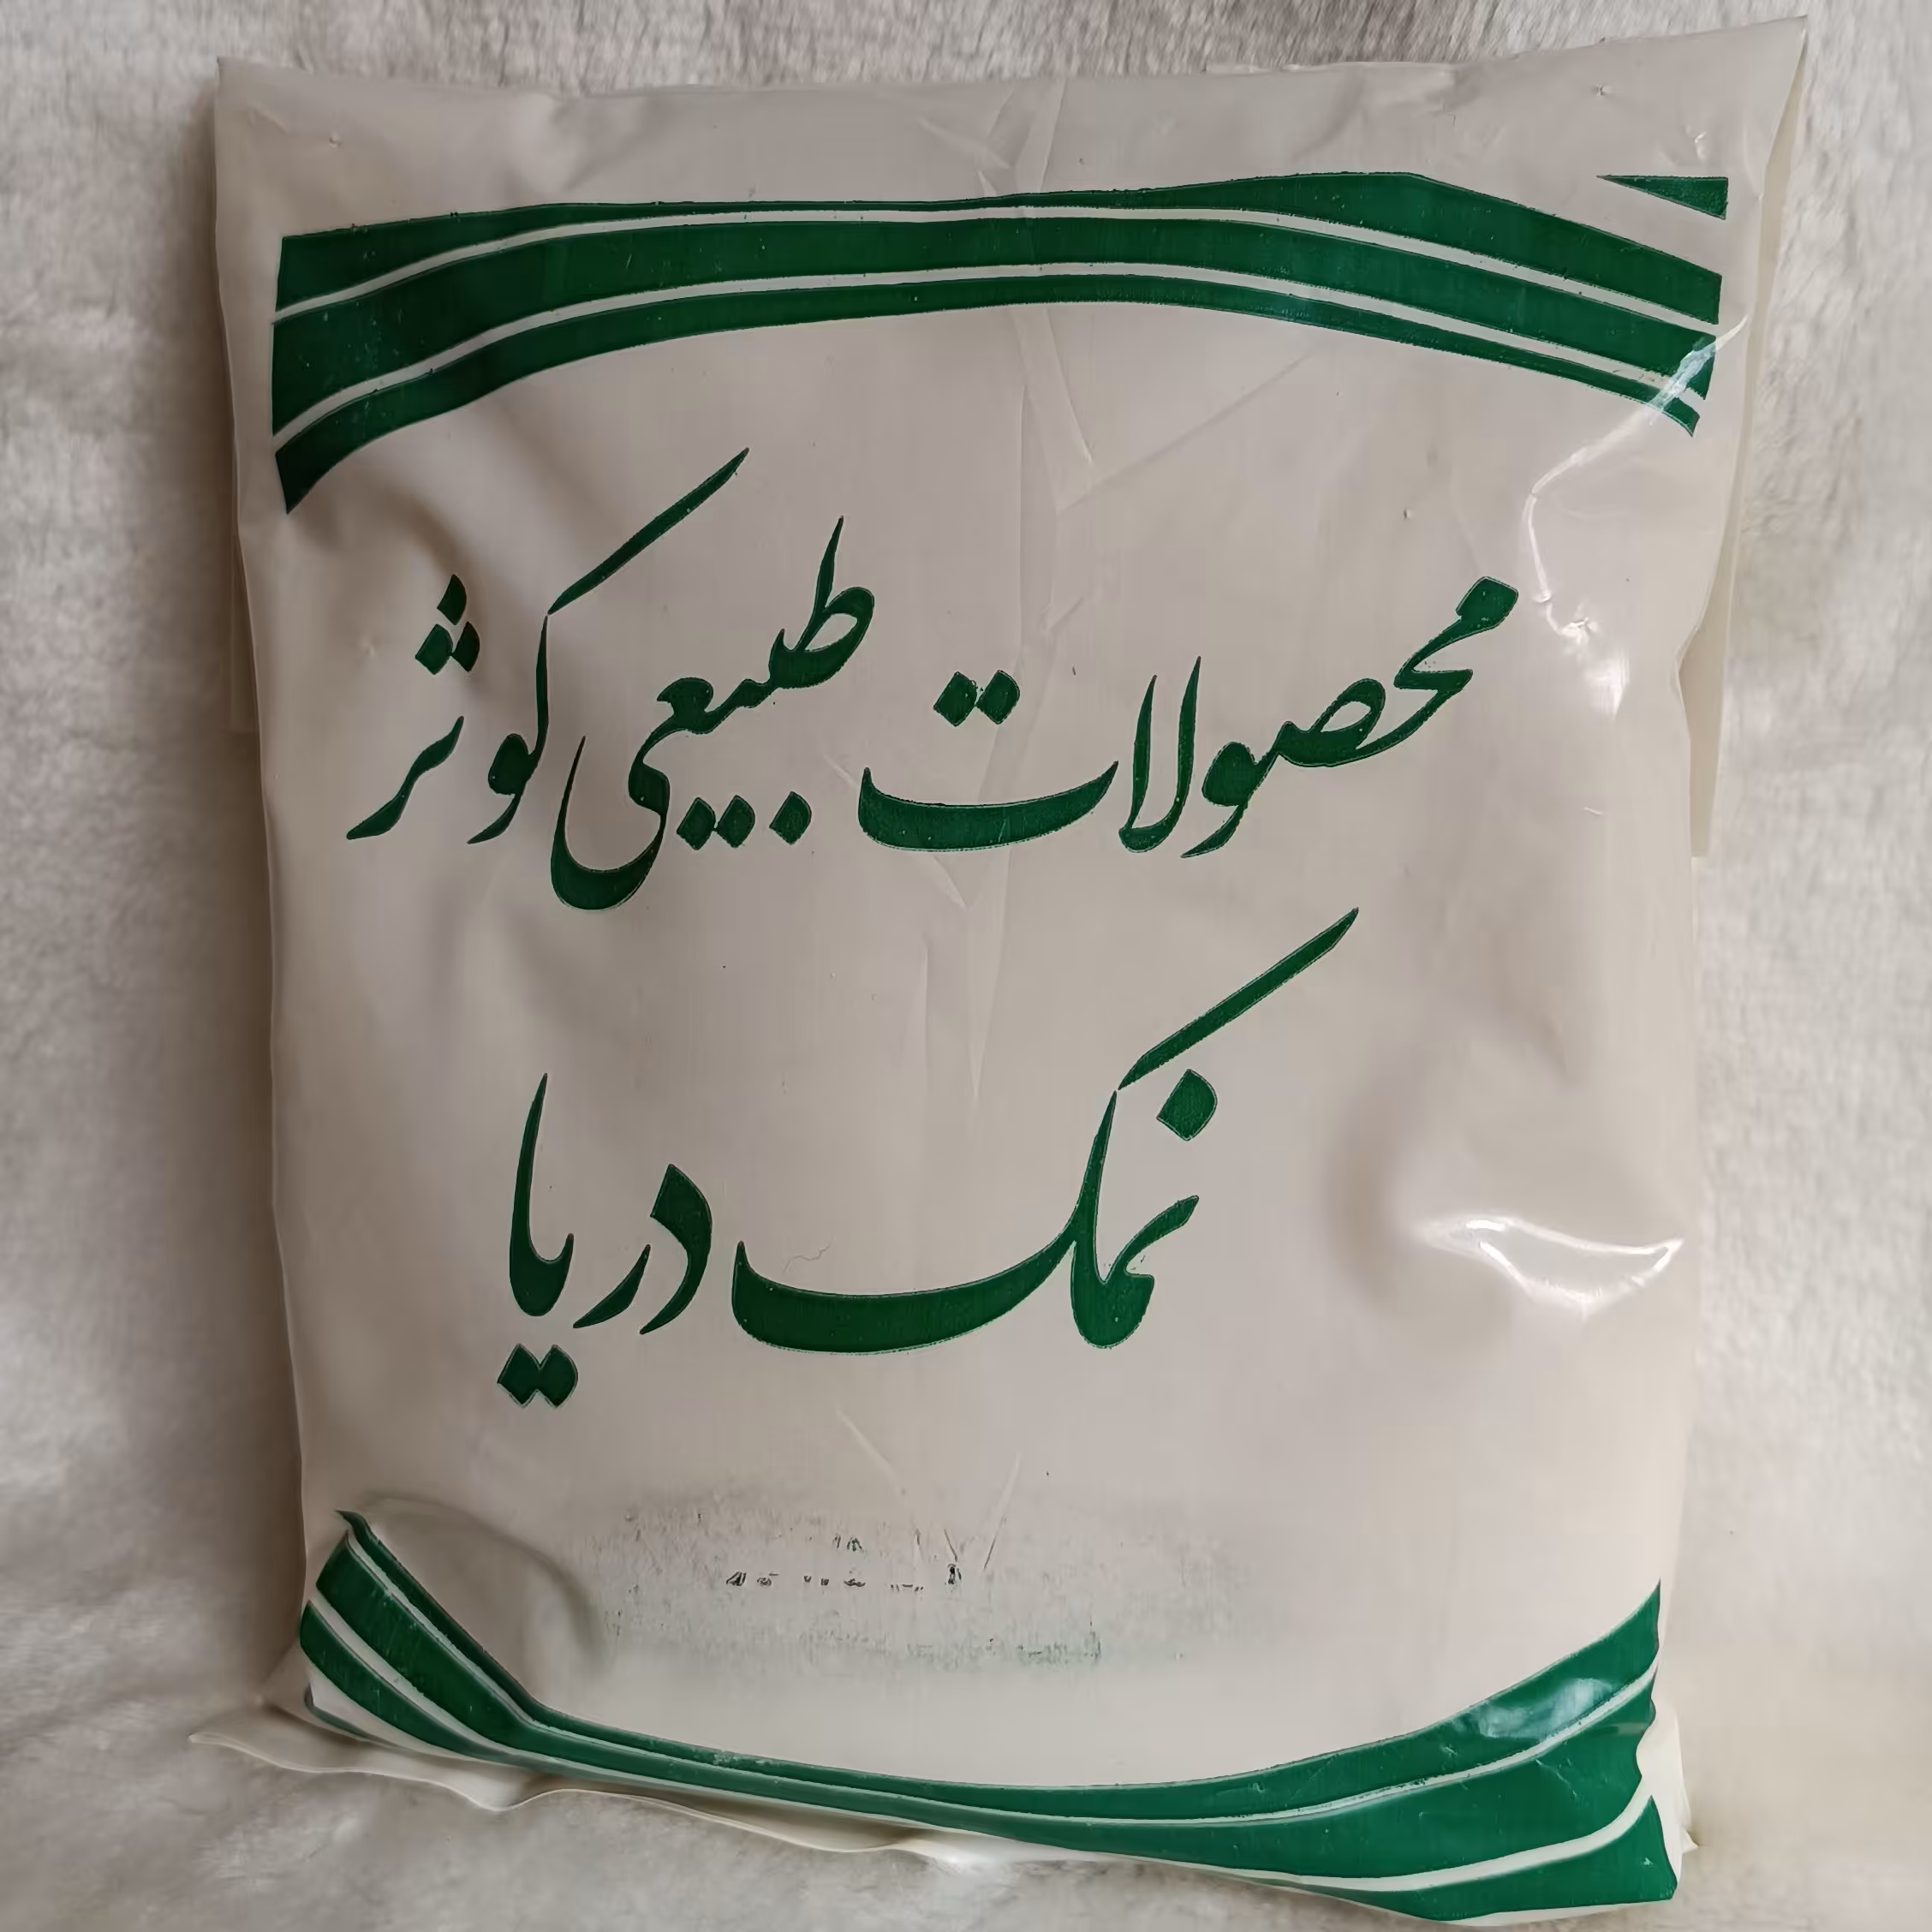 محصولات طبیعی کوثر
نمک دریا